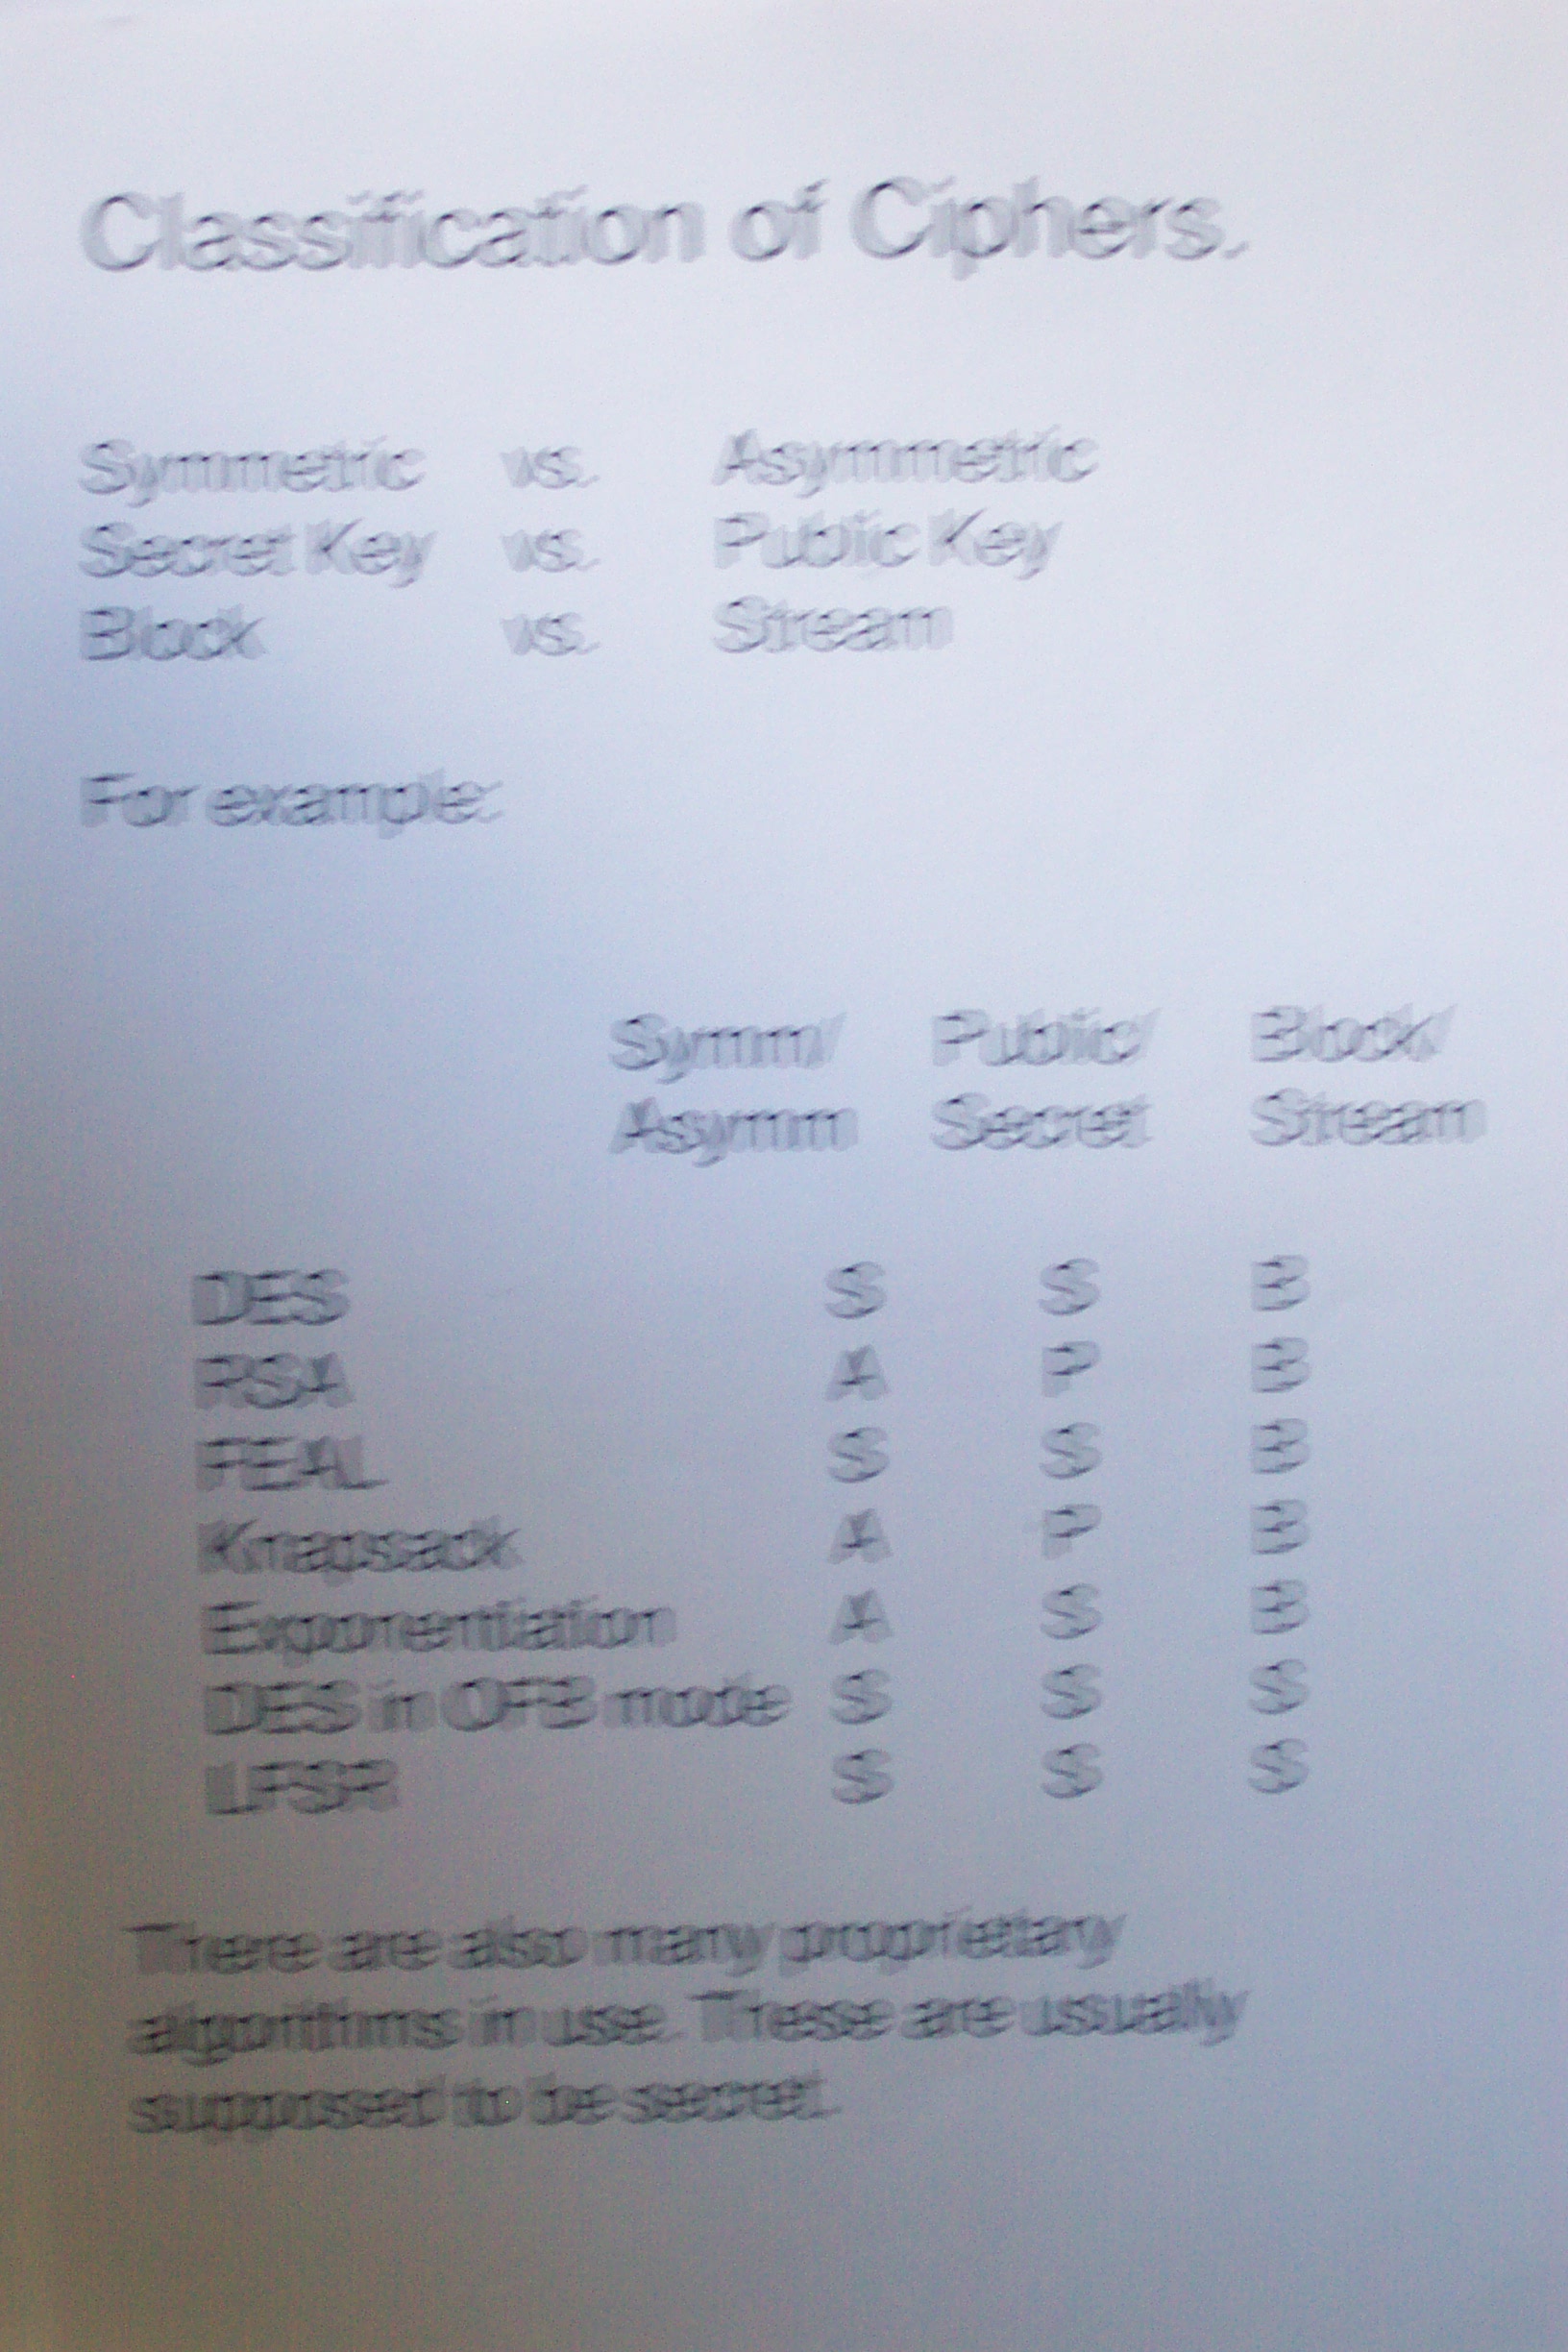 Classification of Ciphers.
Symmetric vs. Asymmetric
Secret Key vs. Public Key
Block vs. Stream
For example:
Symm/ Public/ Block/
Asymm Secret Stream
DES S S B
RSA A P B
FEAL S S B
Knapsack A P B
Exponentiation A S B
DES in OFB mode S S S
LFSR S S S
There are also many proprietary
algorithms in use. These are usually
supposed to be secret.